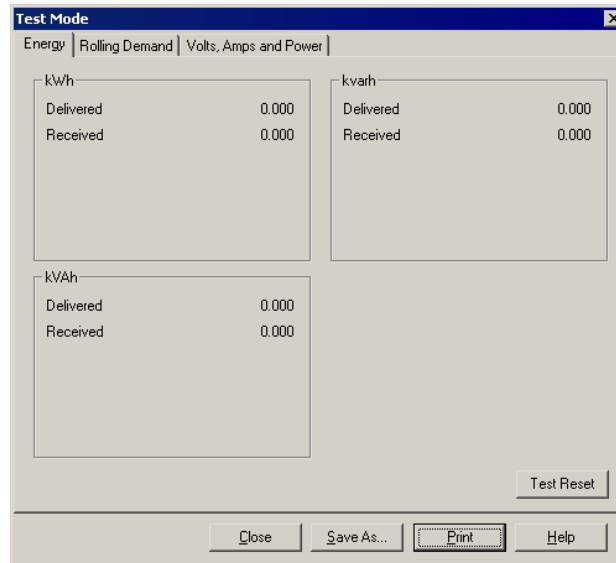 Test Mode
Energy Rolling Demand Volts, Amps and Power
kWh
Delivered 0.000
Received 0.000
kvarh
Delivered 0.000
Received 0.000
kVAh
Delivered 0.000
Received 0.000
Test Reset
Close Save As... Print Help